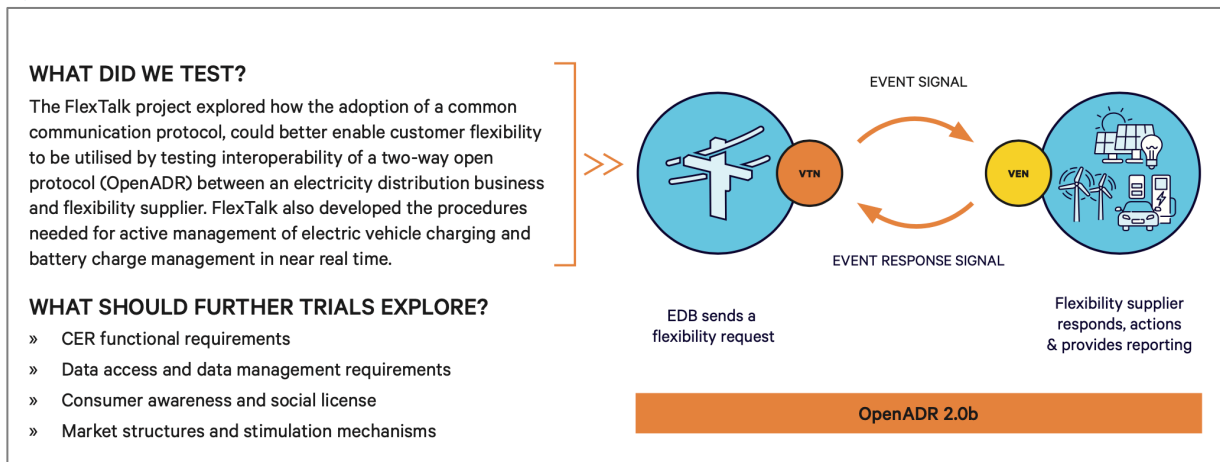 WHAT DID WE TEST?
The FlexTalk project explored how the adoption of a common
communication protocol, could better enable customer flexibility
to be utilised by testing interoperability of a two-way open
protocol (OpenADR) between an electricity distribution business
and flexibility supplier. FlexTalk also developed the procedures
needed for active management of electric vehicle charging and
battery charge management in near real time.
WHAT SHOULD FURTHER TRIALS EXPLORE?
» CER functional requirements
» Data access and data management requirements
» Consumer awareness and social license
» Market structures and stimulation mechanisms
EVENT SIGNAL
VTN
VEN
EVENT RESPONSE SIGNAL
EDB sends a
flexibility request
Flexibility supplier
responds, actions
& provides reporting
OpenADR 2.0b